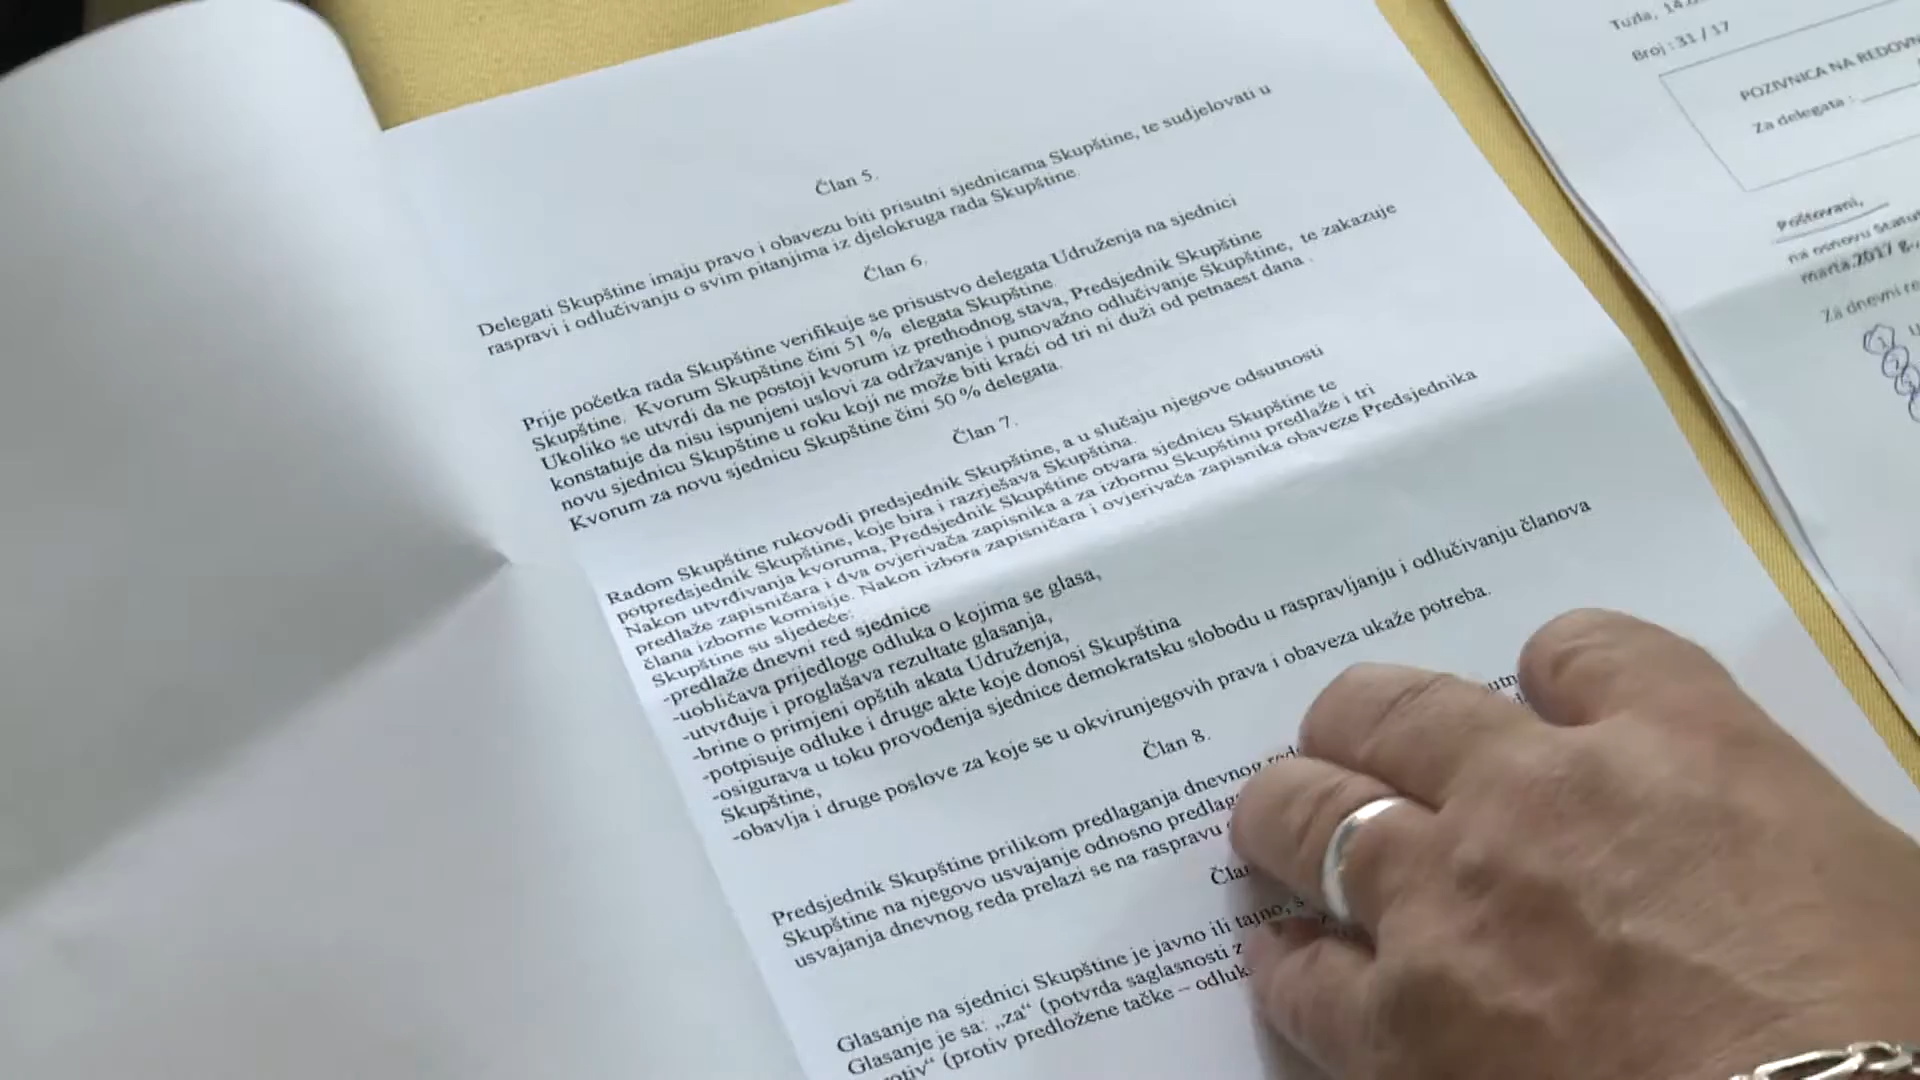 Član 5.
Delegati Skupštine imaju pravo i obavezu biti prisutni sjednicama Skupštine, te sudjelovati u
raspravi i odlučivanju o svim pitanjima iz djelokruga rada Skupštine.
Član 6.
Prije početka rada Skupštine verifikuje se prisustvo delegata Udruženja na sjednici
Skupštine. Kvorum Skupštine čini 51 % elegata Skupštine.
Ukoliko se utvrdi da ne postoji kvorum iz prethodnog stava, Predsjednik Skupštine
konstatuje da nisu ispunjeni uslovi za održavanje i punovažno odlučivanje Skupštine, te zakazuje
novu sjednicu Skupštine u roku koji ne može biti kraći od tri ni duži od petnaest dana .
Kvorum za novu sjednicu Skupštine čini 50 % delegata.
Član 7.
Radom Skupštine rukovodi predsjednik Skupštine, a u slučaju njegove odsutnosti
potpredsjednik Skupštine, koje bira i razrješava Skupština.
Nakon utvrđivanja kvoruma, Predsjednik Skupštine otvara sjednicu Skupštine te
predlaže zapisničara i dva ovjerivača zapisnika a za izbornu Skupštinu predlaže i tri
člana izborne komisije. Nakon izbora zapisničara i ovjerivača zapisnika obaveze Predsjednika
Skupštine su sljedeće:
-predlaže dnevni red sjednice
-uobličava prijedloge odluka o kojima se glasa,
-utvrđuje i proglašava rezultate glasanja,
-brine o primjeni opštih akata Udruženja,
-potpisuje odluke i druge akte koje donosi Skupština
-osigurava u toku provođenja sjednice demokratsku slobodu u raspravljanju i odlučivanju članova
Skupštine,
-obavlja i druge poslove za koje se u okvirunjegovih prava i obaveza ukaže potreba.
Član 8.
Predsjednik Skupštine prilikom predlaganja dnevnog
Skupštine na njegovo usvajanje odnosno
usvajanja dnevnog reda prelazi se na raspravu
Glasanje na sjednici Skupštine je javno ili tajno,
Glasanje je sa: „za“ (potvrda saglasnosti
(protiv predložene tačke –
Tuzla,
Broj : 31 / 17
POZIVNICA NA
Za delegata :
Poštovani,
na osnovu
marta.2017 g.,
Za dnevni